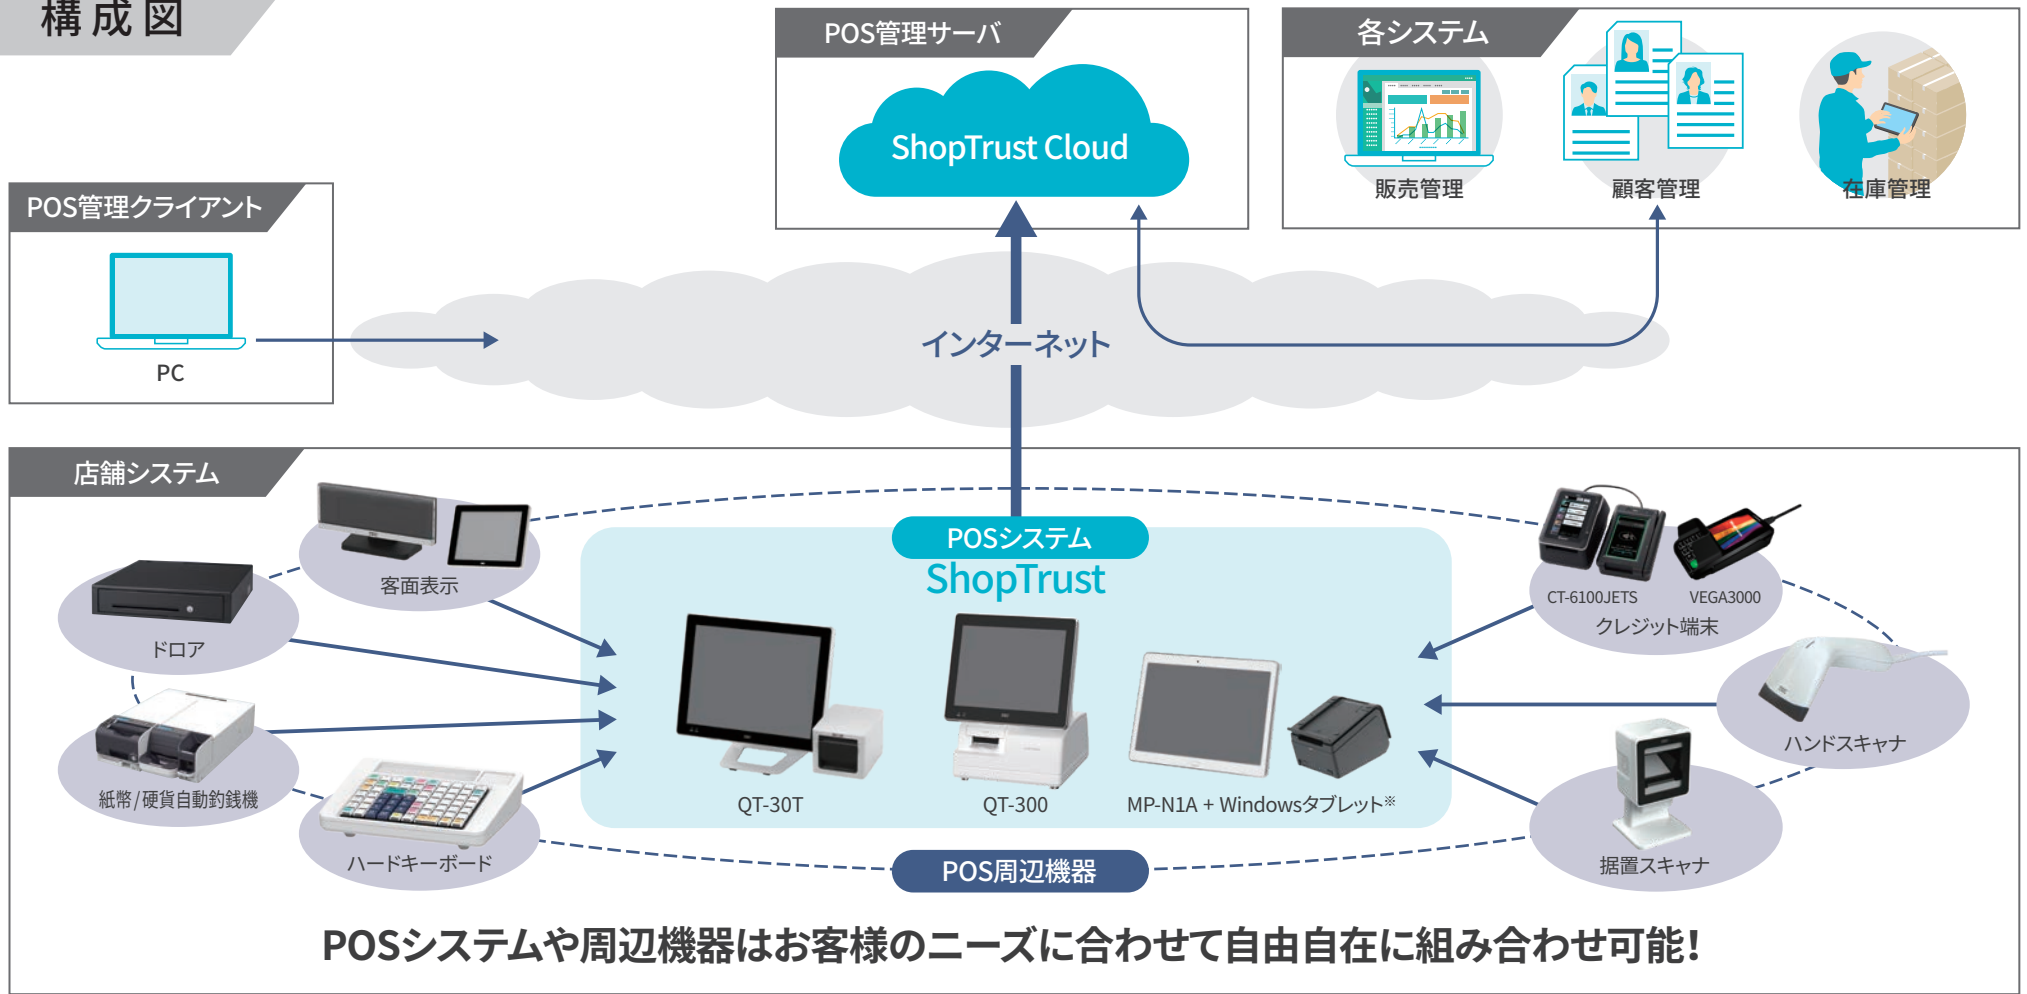 構成図
POS管理サーバ
ShopTrust Cloud
各システム
販売管理
顧客管理
在庫管理
POS管理クライアント
PC
インターネット
店舗システム
客面表示
ドロア
紙幣/硬貨自動釣銭機
ハードキーボード
POSシステム
ShopTrust
QT-30T
QT-300
MP-N1A + Windowsタブレット※
CT-6100JETS
VEGA3000
クレジット端末
ハンドスキャナ
据置スキャナ
POS周辺機器
POSシステムや周辺機器はお客様のニーズに合わせて自由自在に組み合わせ可能!